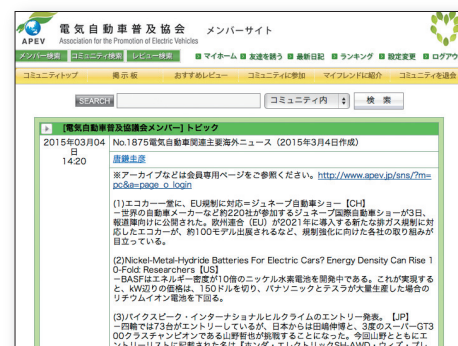 電気自動車普及協会 メンバーサイト
APEV Association for the Promotion of Electric Vehicles
メンバー検索 コミュニティ検索 レビュー検索 マイホーム 友達を誘う 最新日記 ランキング 設定変更 ログアウ
コミュニティトップ 掲示板 おすすめレビュー コミュニティに参加 マイフレンドに紹介 コミュニティを退会
SEARCH コミュニティ内 検 索
[電気自動車普及協議会メンバー] トピック
2015年03月04日 14:20
No.1875電気自動車関連主要海外ニュース（2015年3月4日作成）
唐鎌圭彦
※アーカイブなどは会員専用ページをご参照ください。http://www.apev.jp/sns/?m=
pc&a=page_o_login
(1)エコカー一堂に、EU規制に対応=ジュネーブ自動車ショー【CH】
－世界の自動車メーカーなど約220社が参加するジュネーブ国際自動車ショーが3日、
報道陣向けに公開された。欧州連合（EU）が2021年に導入する新たな排ガス規制に対
応したエコカーが、約100モデル出展されるなど、規制強化に向けた各社の取り組みが
目立っている。
(2)Nickel-Metal-Hydride Batteries For Electric Cars? Energy Density Can Rise 1
0-Fold: Researchers【US】
－BASFはエネルギー密度が10倍のニッケル水素電池を開発中である。これが実現する
と、kW辺りの価格は、150ドルを切り、パナソニックとテスラが大量生産した場合の
リチウムイオン電池を下回る。
(3)パイクスピーク・インターナショナルヒルクライムのエントリー発表。【JP】
－四輪では73台がエントリーしているが、日本からは田嶋伸博と、3度のスーパーGT3
00クラスチャンピオンである山野哲也が挑戦することになった。今回山野とともにエ